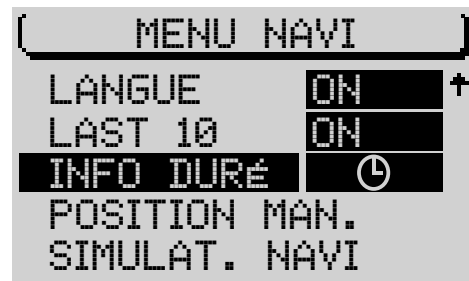 MENU NAVI
LANGUE ON
LAST 10 ON
INFO DURé
POSITION MAN.
SIMULAT. NAVI